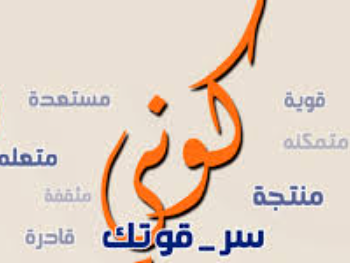 كوني
قوية
مستعدة
متمكنه
متعلم
منتجة
مثقفة
سر_قوتك
قادرة